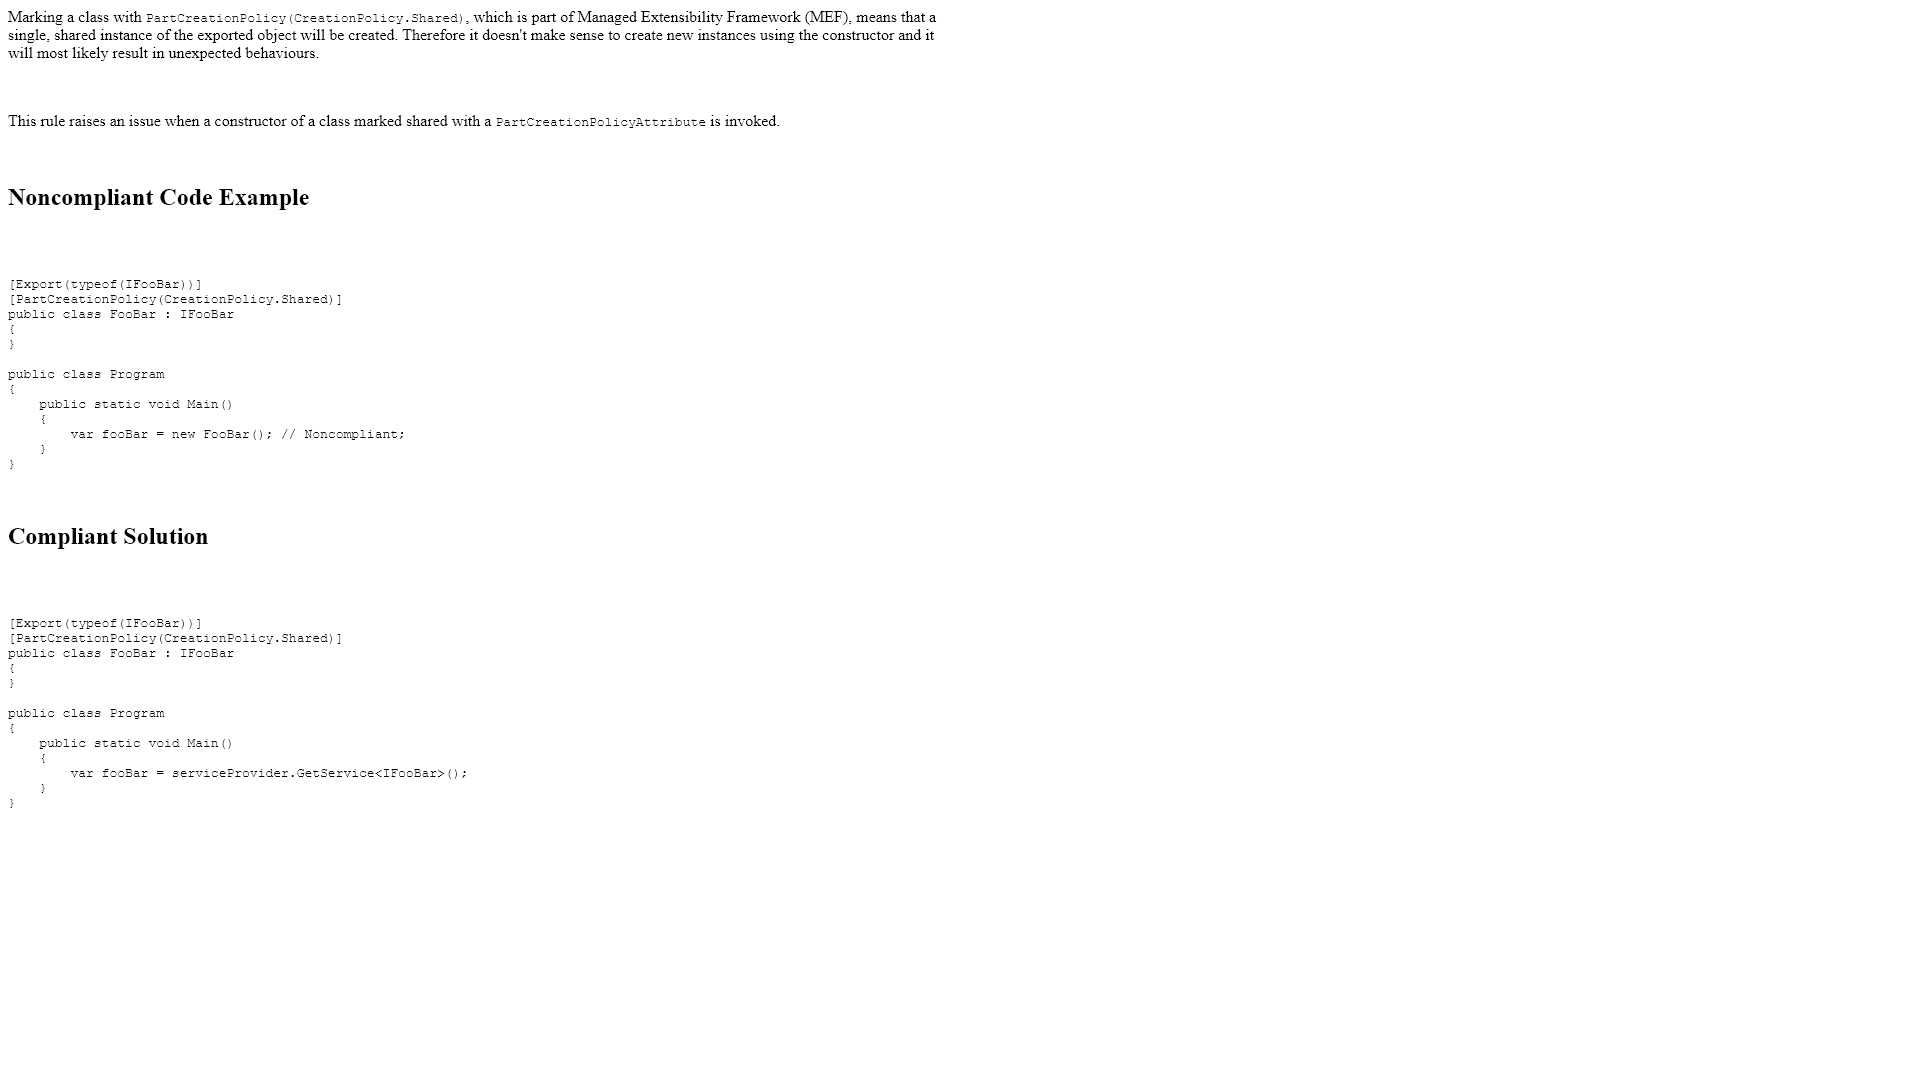 Marking a class with PartCreationPolicy(CreationPolicy.Shared), which is part of Managed Extensibility Framework (MEF), means that a
single, shared instance of the exported object will be created. Therefore it doesn't make sense to create new instances using the constructor and it
will most likely result in unexpected behaviours.
This rule raises an issue when a constructor of a class marked shared with a PartCreationPolicyAttribute is invoked.
Noncompliant Code Example
[Export(typeof(IFooBar))]
[PartCreationPolicy(CreationPolicy.Shared)]
public class FooBar : IFooBar
{
}
public class Program
{
    public static void Main()
    {
        var fooBar = new FooBar(); // Noncompliant;
    }
}
Compliant Solution
[Export(typeof(IFooBar))]
[PartCreationPolicy(CreationPolicy.Shared)]
public class FooBar : IFooBar
{
}
public class Program
{
    public static void Main()
    {
        var fooBar = serviceProvider.GetService<IFooBar>();
    }
}